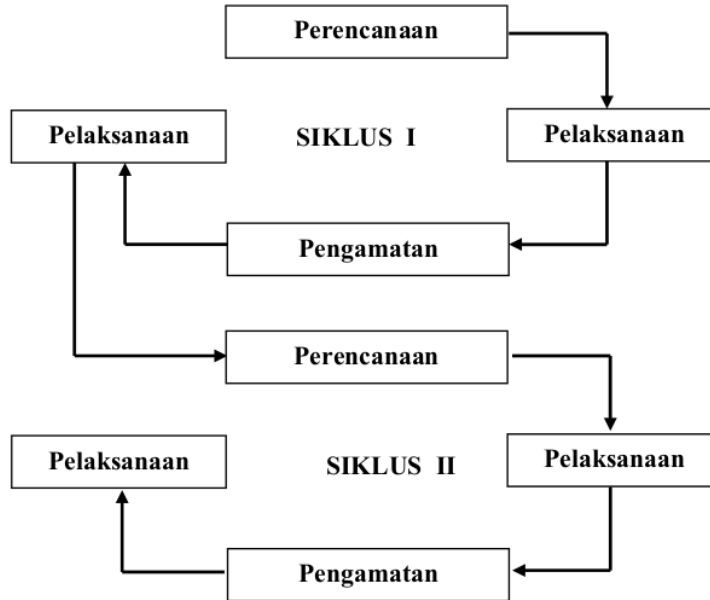 Perencanaan
Pelaksanaan
SIKLUS I
Pelaksanaan
Pengamatan
Perencanaan
Pelaksanaan
SIKLUS II
Pelaksanaan
Pengamatan